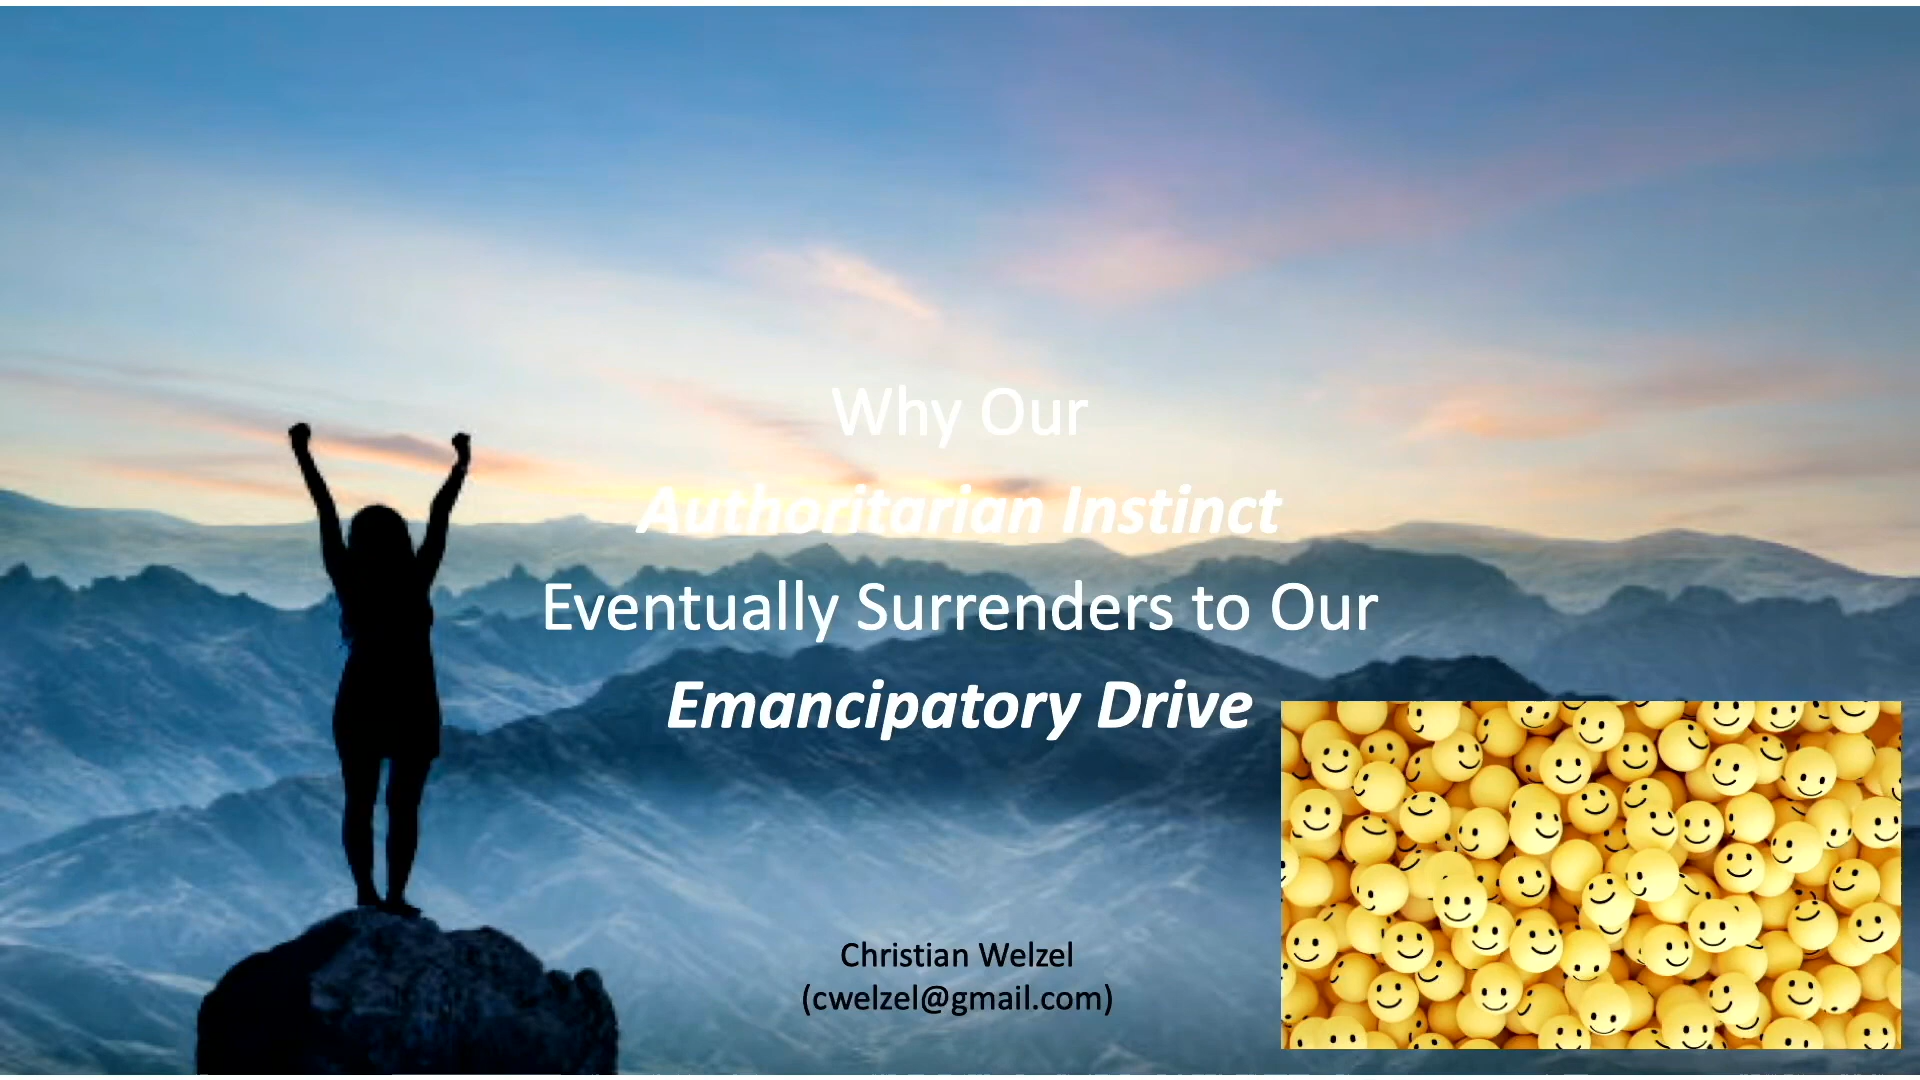 Why Our
Authoritarian Instinct
Eventually Surrenders to Our
Emancipatory Drive
Christian Welzel
(cwelzel@gmail.com)